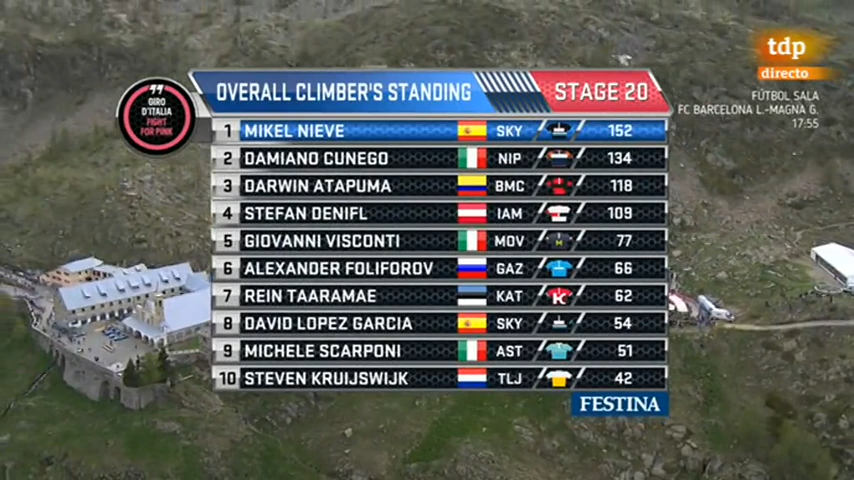 tdp
directo
FÚTBOL SALA
FC BARCELONA L.-MAGNA G.
17:55
OVERALL CLIMBER'S STANDING STAGE 20
GIRO
D'ITALIA
FIGHT
FOR PINK
1 MIKEL NIEVE SKY 152
2 DAMIANO CUNEGO NIP 134
3 DARWIN ATAPUMA BMC 118
4 STEFAN DENIFL IAM 109
5 GIOVANNI VISCONTI MOV 77
6 ALEXANDER FOLIFOROV GAZ 66
7 REIN TAARAMAE KAT 62
8 DAVID LOPEZ GARCIA SKY 54
9 MICHELE SCARPONI AST 51
10 STEVEN KRUIJSWIJK TLJ 42
FESTINA